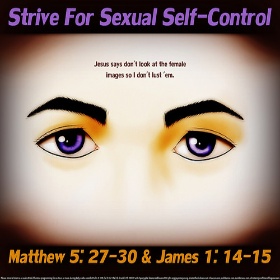 Strive For Sexual Self-Control
Jesus says don't look at the female
images so I don't lust 'em.
Matthew 5: 27-30 & James 1: 14-15